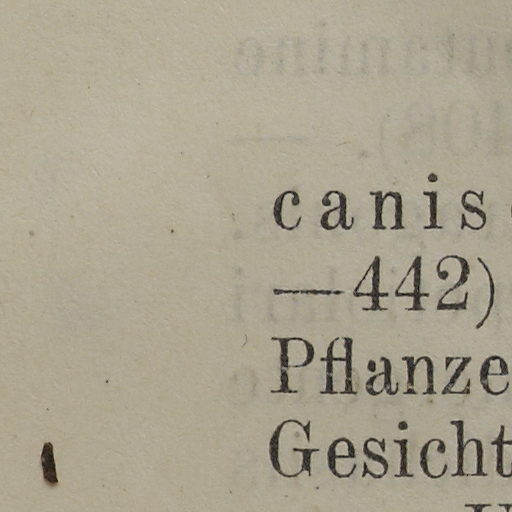 canis
—442)
Pflanze
Gesicht